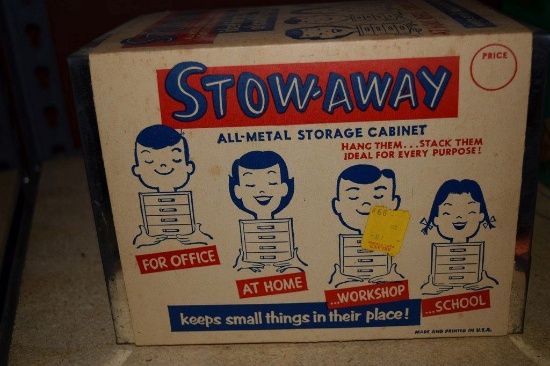 STOW-AWAY
PRICE
ALL-METAL STORAGE CABINET
HANG THEM...STACK THEM
IDEAL FOR EVERY PURPOSE!
FOR OFFICE
AT HOME
...WORKSHOP
...SCHOOL
keeps small things in their place!
MADE AND PRINTED IN U.S.A.